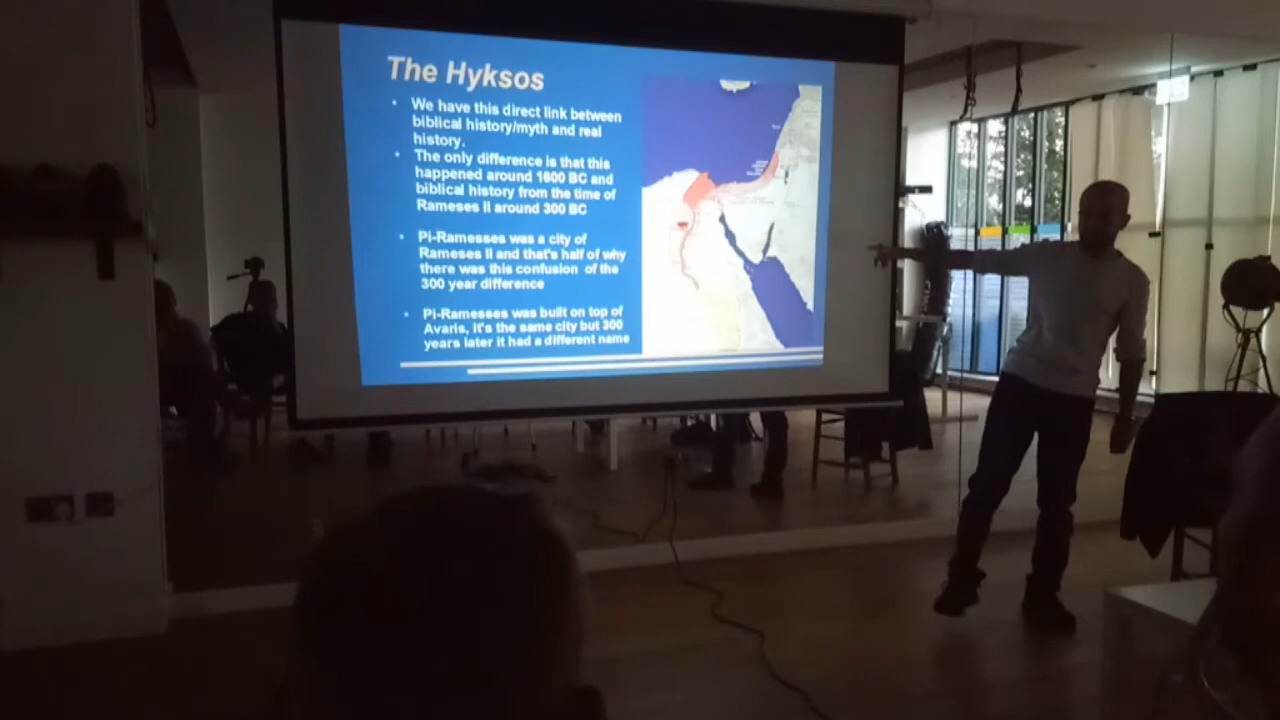 The Hyksos
• We have this direct link between
biblical history/myth and real
history.
• The only difference is that this
happened around 1600 BC and
biblical history from the time of
Rameses II around 300 BC
• Pi-Ramesses was a city of
Rameses II and that's half of why
there was this confusion of the
300 year difference
• Pi-Ramesses was built on top of
Avaris, it's the same city but 300
years later it had a different name